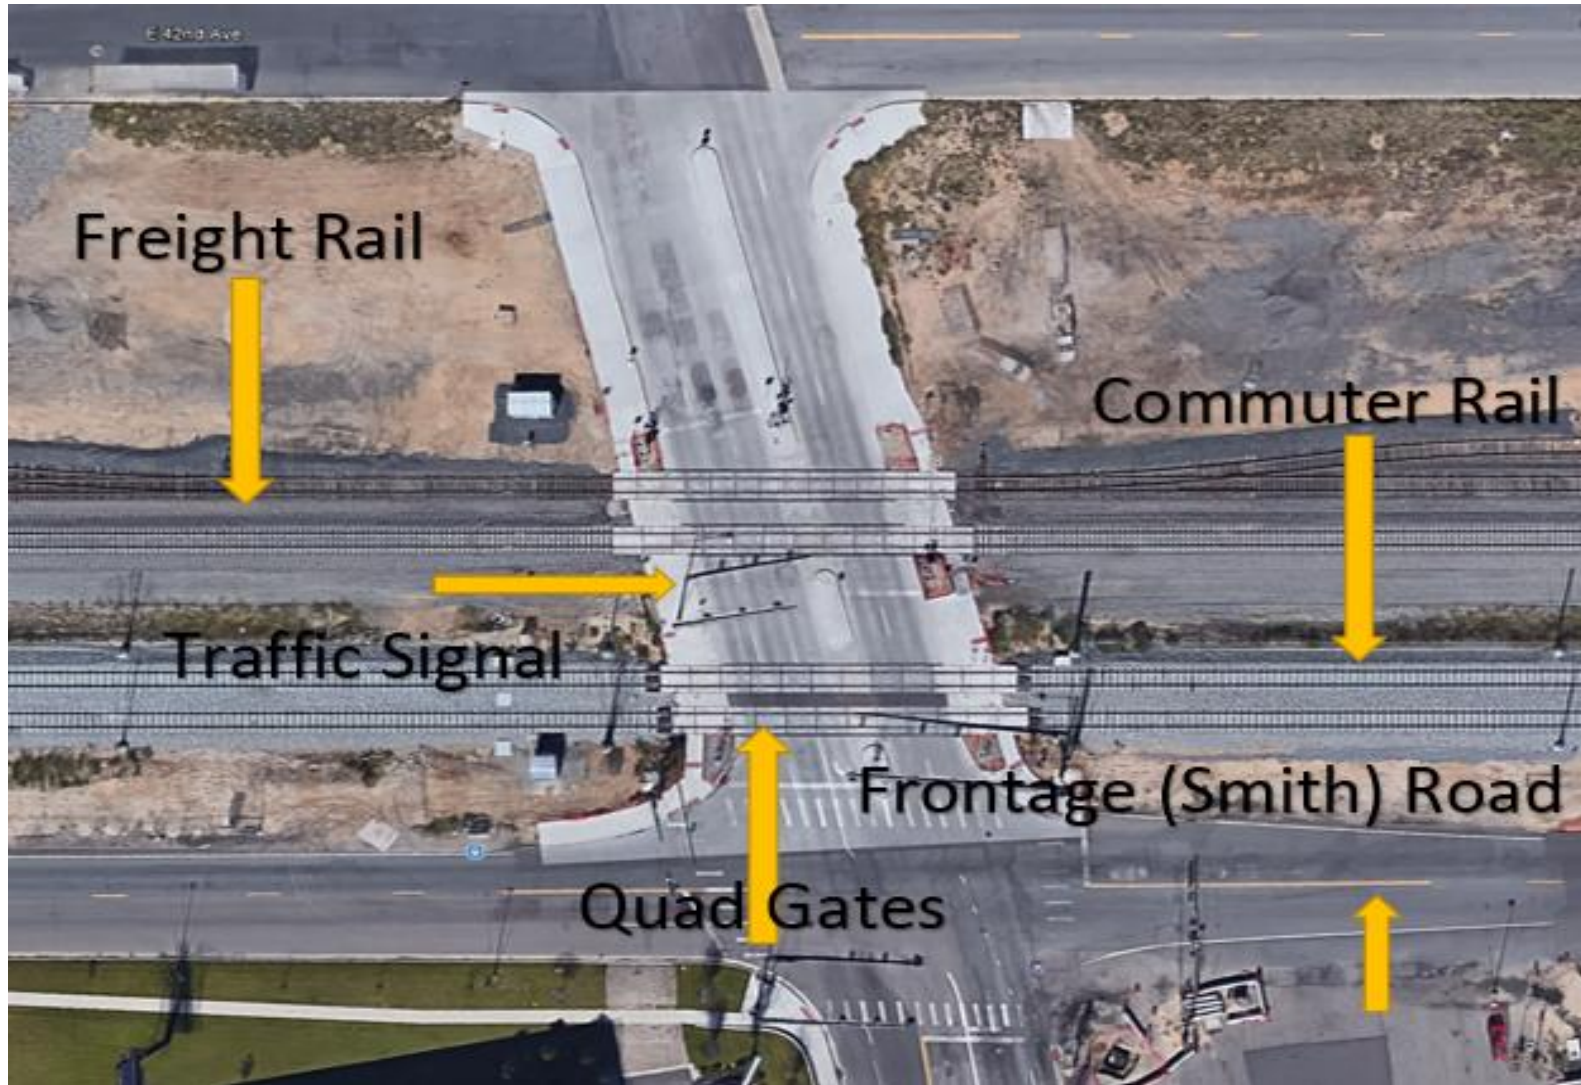 E 42nd Ave
Freight Rail
Commuter Rail
Traffic Signal
Frontage (Smith) Road
Quad Gates